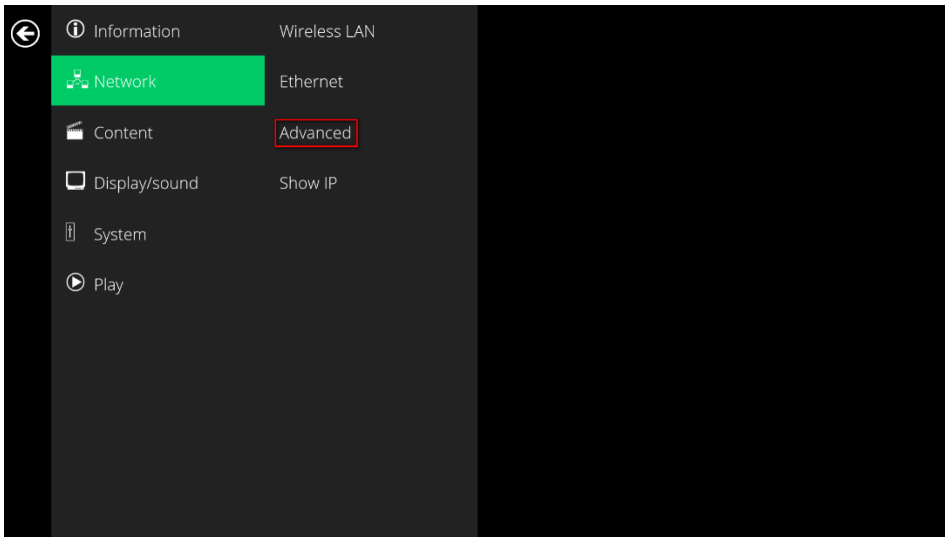 Information
Network
Content
Display/sound
System
Play
Wireless LAN
Ethernet
Advanced
Show IP